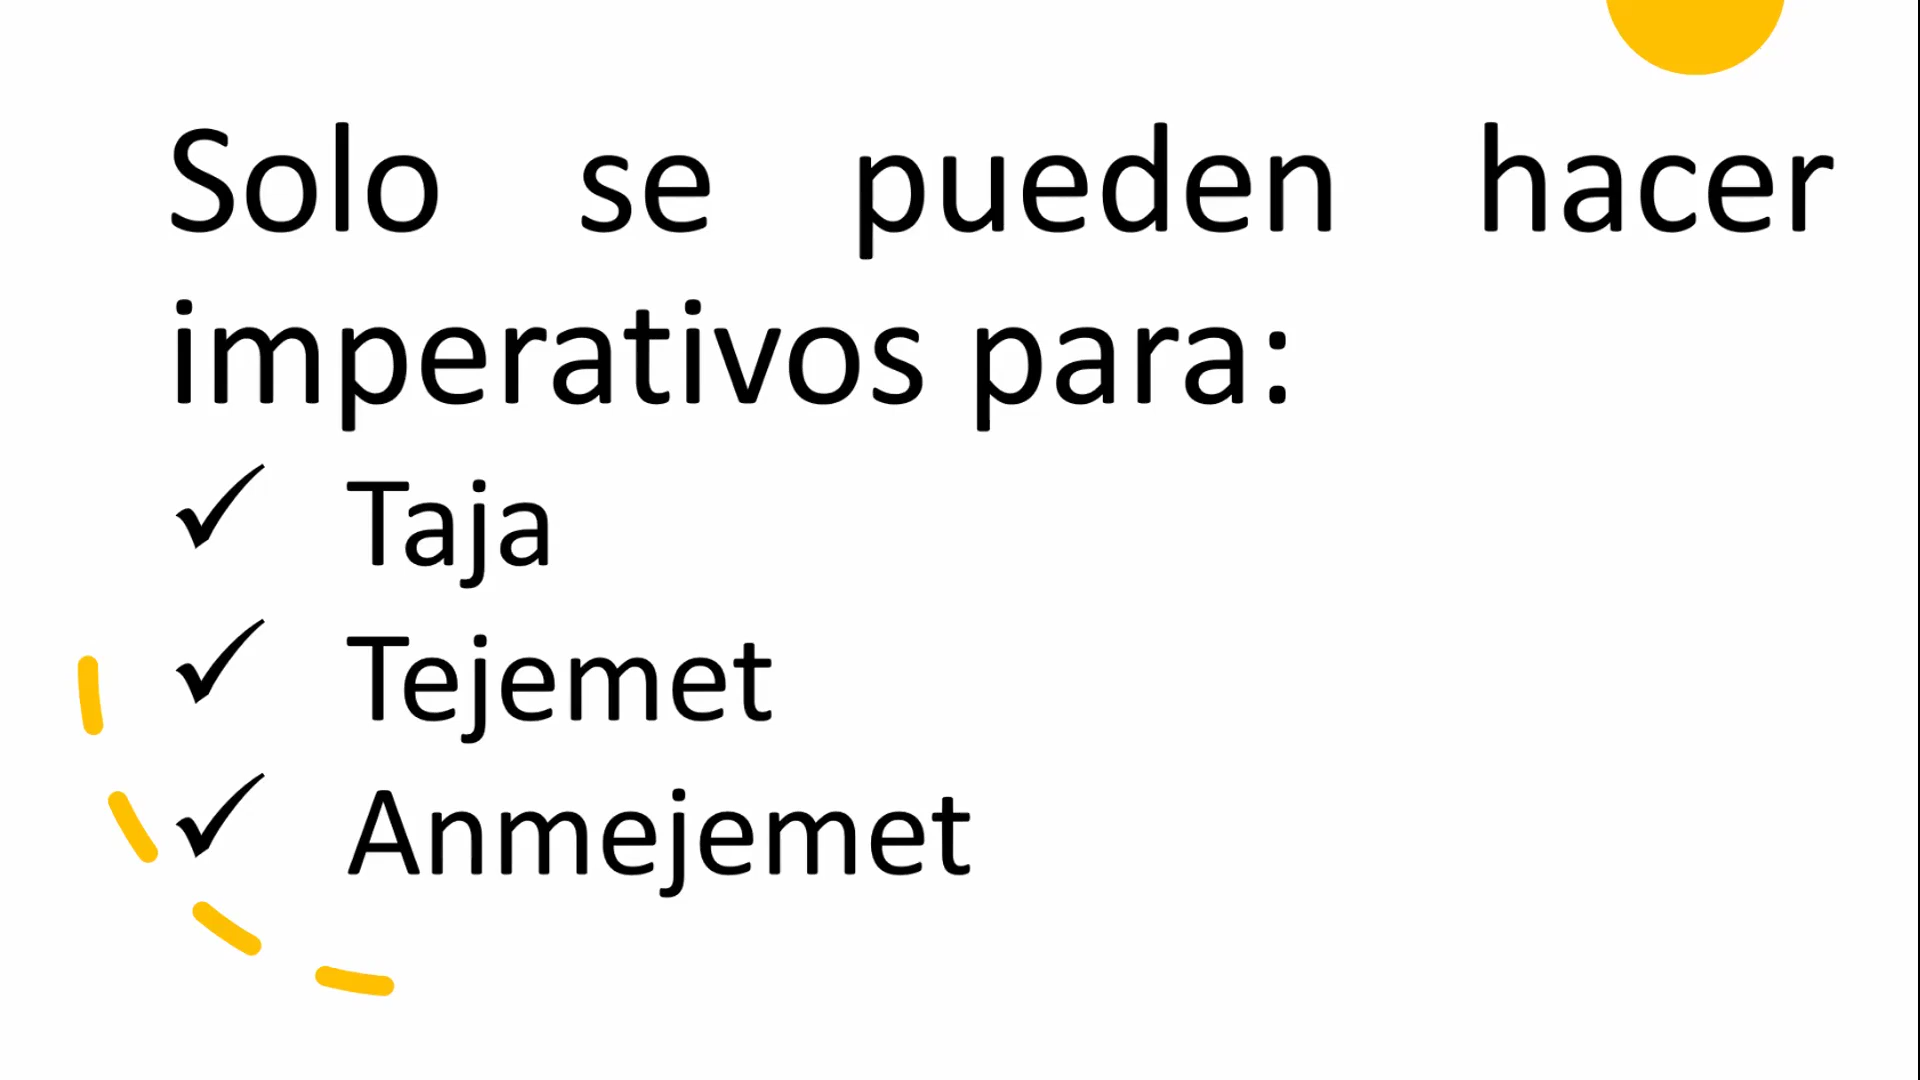 Solo se pueden hacer
imperativos para:
✓ Taja
✓ Tejemet
✓ Anmejemet